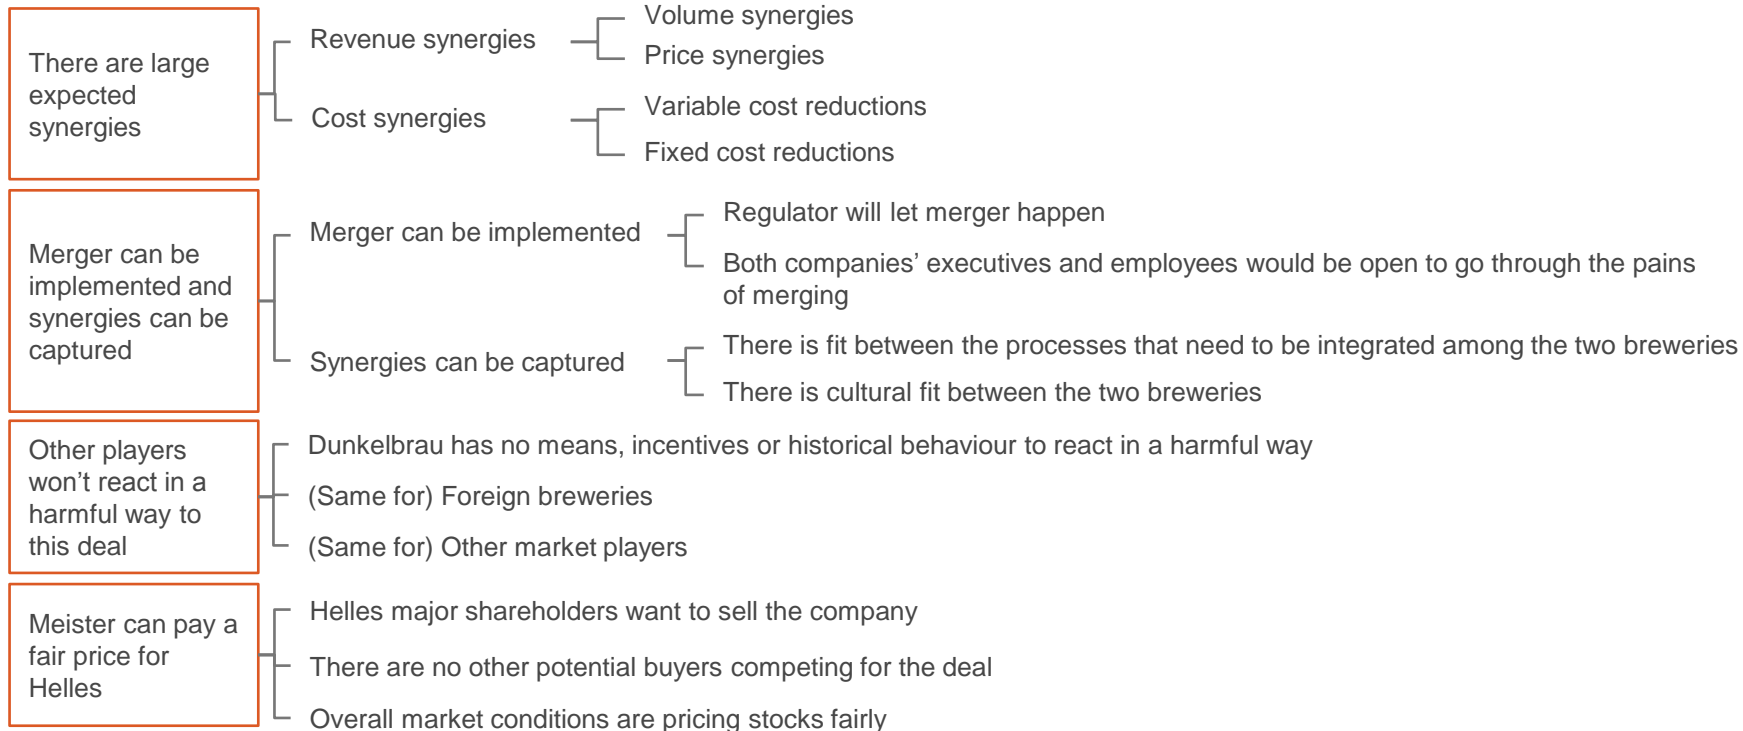 There are large
expected
synergies
Revenue synergies
Volume synergies
Price synergies
Cost synergies
Variable cost reductions
Fixed cost reductions
Merger can be
implemented and
synergies can be
captured
Merger can be implemented
Regulator will let merger happen
Both companies’ executives and employees would be open to go through the pains
of merging
Synergies can be captured
There is fit between the processes that need to be integrated among the two breweries
There is cultural fit between the two breweries
Other players
won’t react in a
harmful way to
this deal
Dunkelbrau has no means, incentives or historical behaviour to react in a harmful way
(Same for) Foreign breweries
(Same for) Other market players
Meister can pay a
fair price for
Helles
Helles major shareholders want to sell the company
There are no other potential buyers competing for the deal
Overall market conditions are pricing stocks fairly